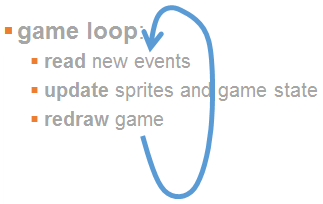 game loop:
read new events
update sprites and game state
redraw game